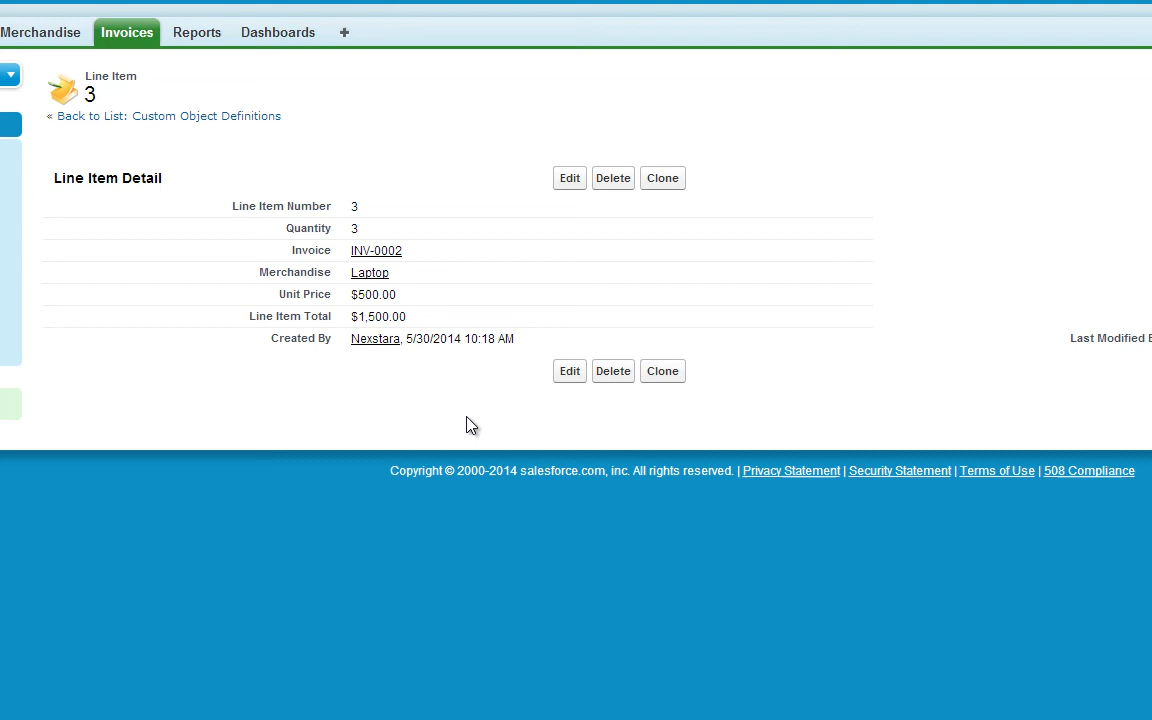 Merchandise Invoices Reports Dashboards +
Line Item
3
« Back to List: Custom Object Definitions
Line Item Detail Edit Delete Clone
Line Item Number 3
Quantity 3
Invoice INV-0002
Merchandise Laptop
Unit Price $500.00
Line Item Total $1,500.00
Created By Nexstara, 5/30/2014 10:18 AM Last Modified B
Edit Delete Clone
Copyright © 2000-2014 salesforce.com, inc. All rights reserved. | Privacy Statement | Security Statement | Terms of Use | 508 Compliance